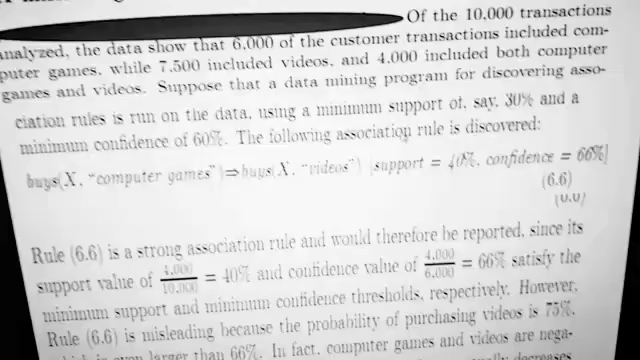 Of the 10,000 transactions
analyzed, the data show that 6,000 of the customer transactions included com-
puter games, while 7,500 included videos, and 4,000 included both computer
games and videos. Suppose that a data mining program for discovering asso-
ciation rules is run on the data, using a minimum support of, say, 30% and a
minimum confidence of 60%. The following association rule is discovered:
buys(X, "computer games")⇒buys(X, "videos") [support = 40%, confidence = 66%]
(6.6)
Rule (6.6) is a strong association rule and would therefore be reported, since its
support value of 4,000/10,000 = 40% and confidence value of 4,000/6,000 = 66% satisfy the
minimum support and minimum confidence thresholds, respectively. However,
Rule (6.6) is misleading because the probability of purchasing videos is 75%,
which is even larger than 66%. In fact, computer games and videos are nega-
decreases